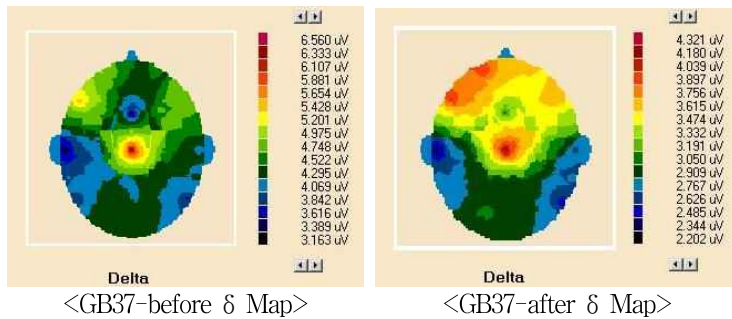 6.560 uV
6.333 uV
6.107 uV
5.881 uV
5.654 uV
5.428 uV
5.201 uV
4.975 uV
4.748 uV
4.522 uV
4.295 uV
4.069 uV
3.842 uV
3.616 uV
3.389 uV
3.163 uV
Delta
<GB37-before δ Map>
4.321 uV
4.180 uV
4.039 uV
3.897 uV
3.756 uV
3.615 uV
3.474 uV
3.332 uV
3.191 uV
3.050 uV
2.909 uV
2.767 uV
2.626 uV
2.485 uV
2.344 uV
2.202 uV
Delta
<GB37-after δ Map>